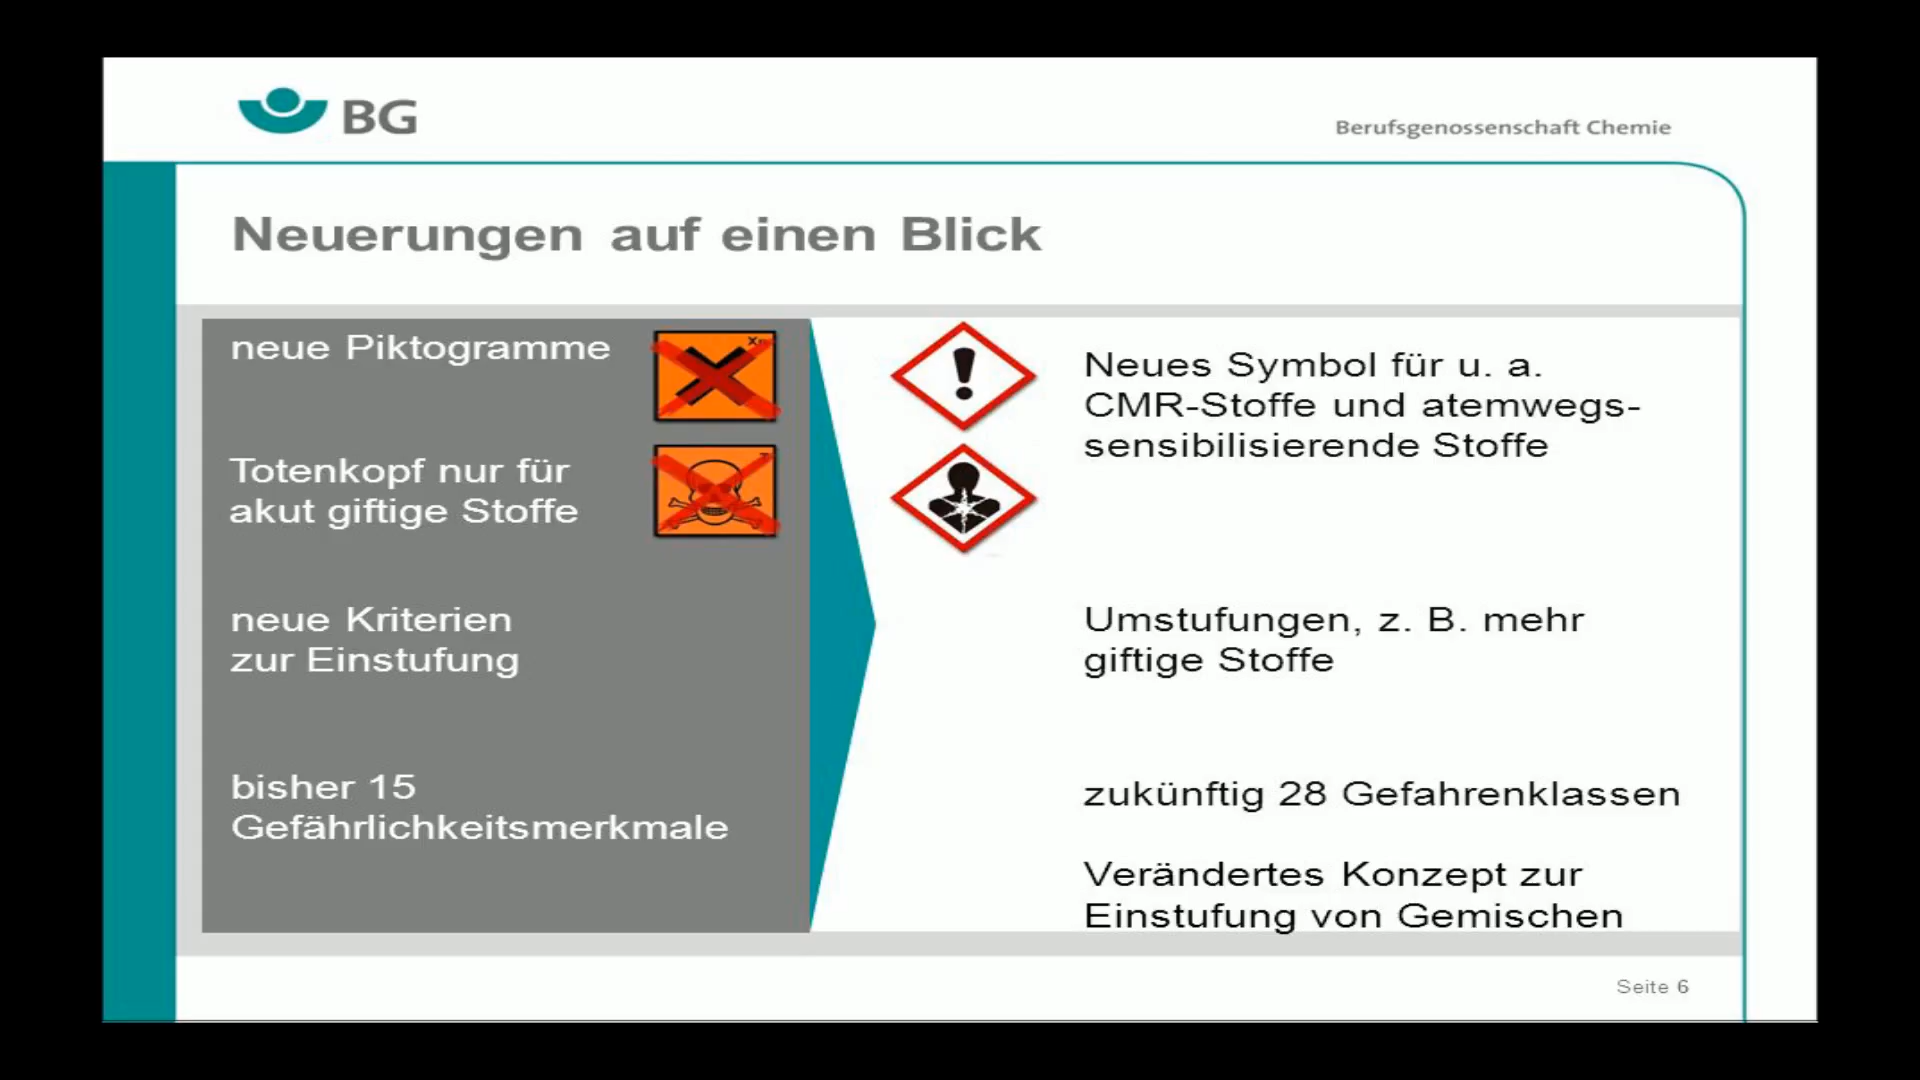 BG
Berufsgenossenschaft Chemie
Neuerungen auf einen Blick
neue Piktogramme
Totenkopf nur für
akut giftige Stoffe
neue Kriterien
zur Einstufung
bisher 15
Gefährlichkeitsmerkmale
Neues Symbol für u. a.
CMR-Stoffe und atemwegs-
sensibilisierende Stoffe
Umstufungen, z. B. mehr
giftige Stoffe
zukünftig 28 Gefahrenklassen
Verändertes Konzept zur
Einstufung von Gemischen
Seite 6